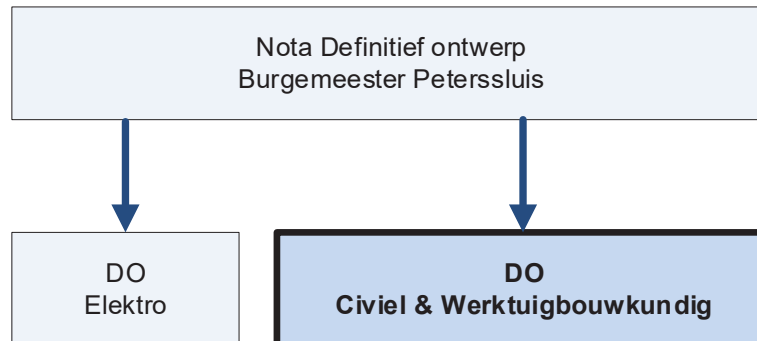 Nota Definitief ontwerp
Burgemeester Peterssluis
DO
Elektro
DO
Civiel & Werktuigbouwkundig